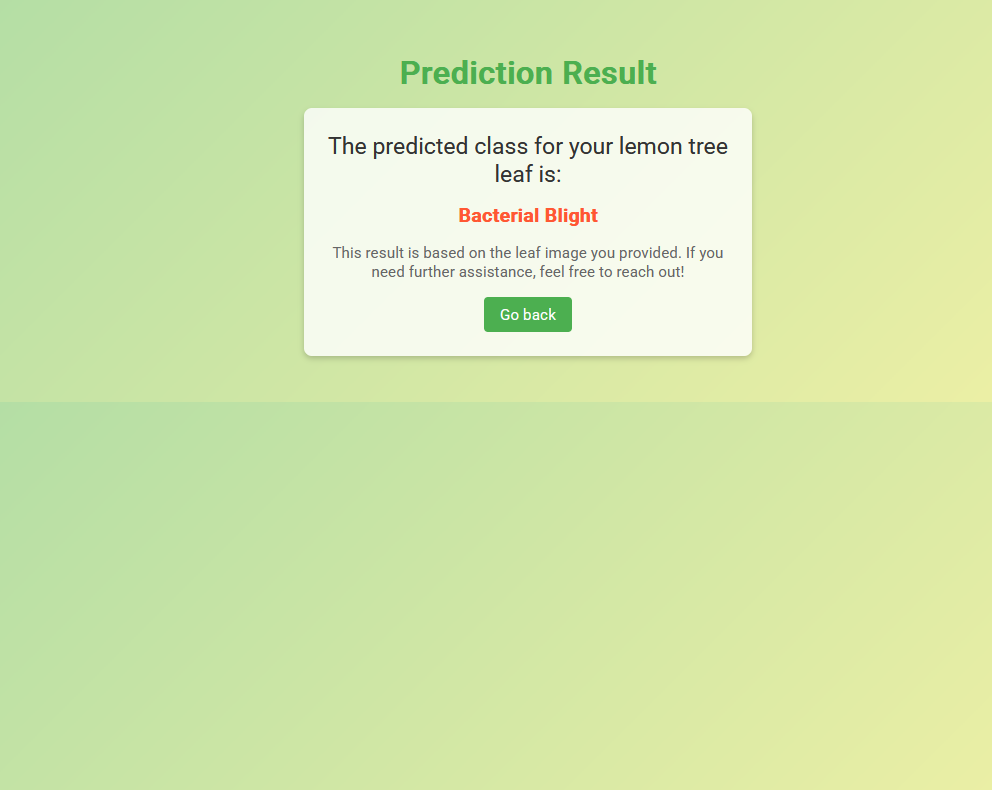 Prediction Result
The predicted class for your lemon tree
leaf is:
Bacterial Blight
This result is based on the leaf image you provided. If you
need further assistance, feel free to reach out!
Go back